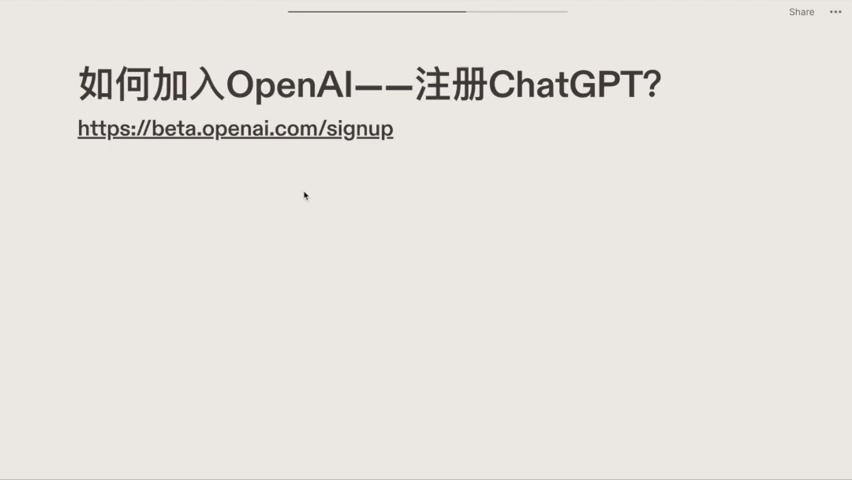 Share
如何加入OpenAI——注册ChatGPT？
https://beta.openai.com/signup